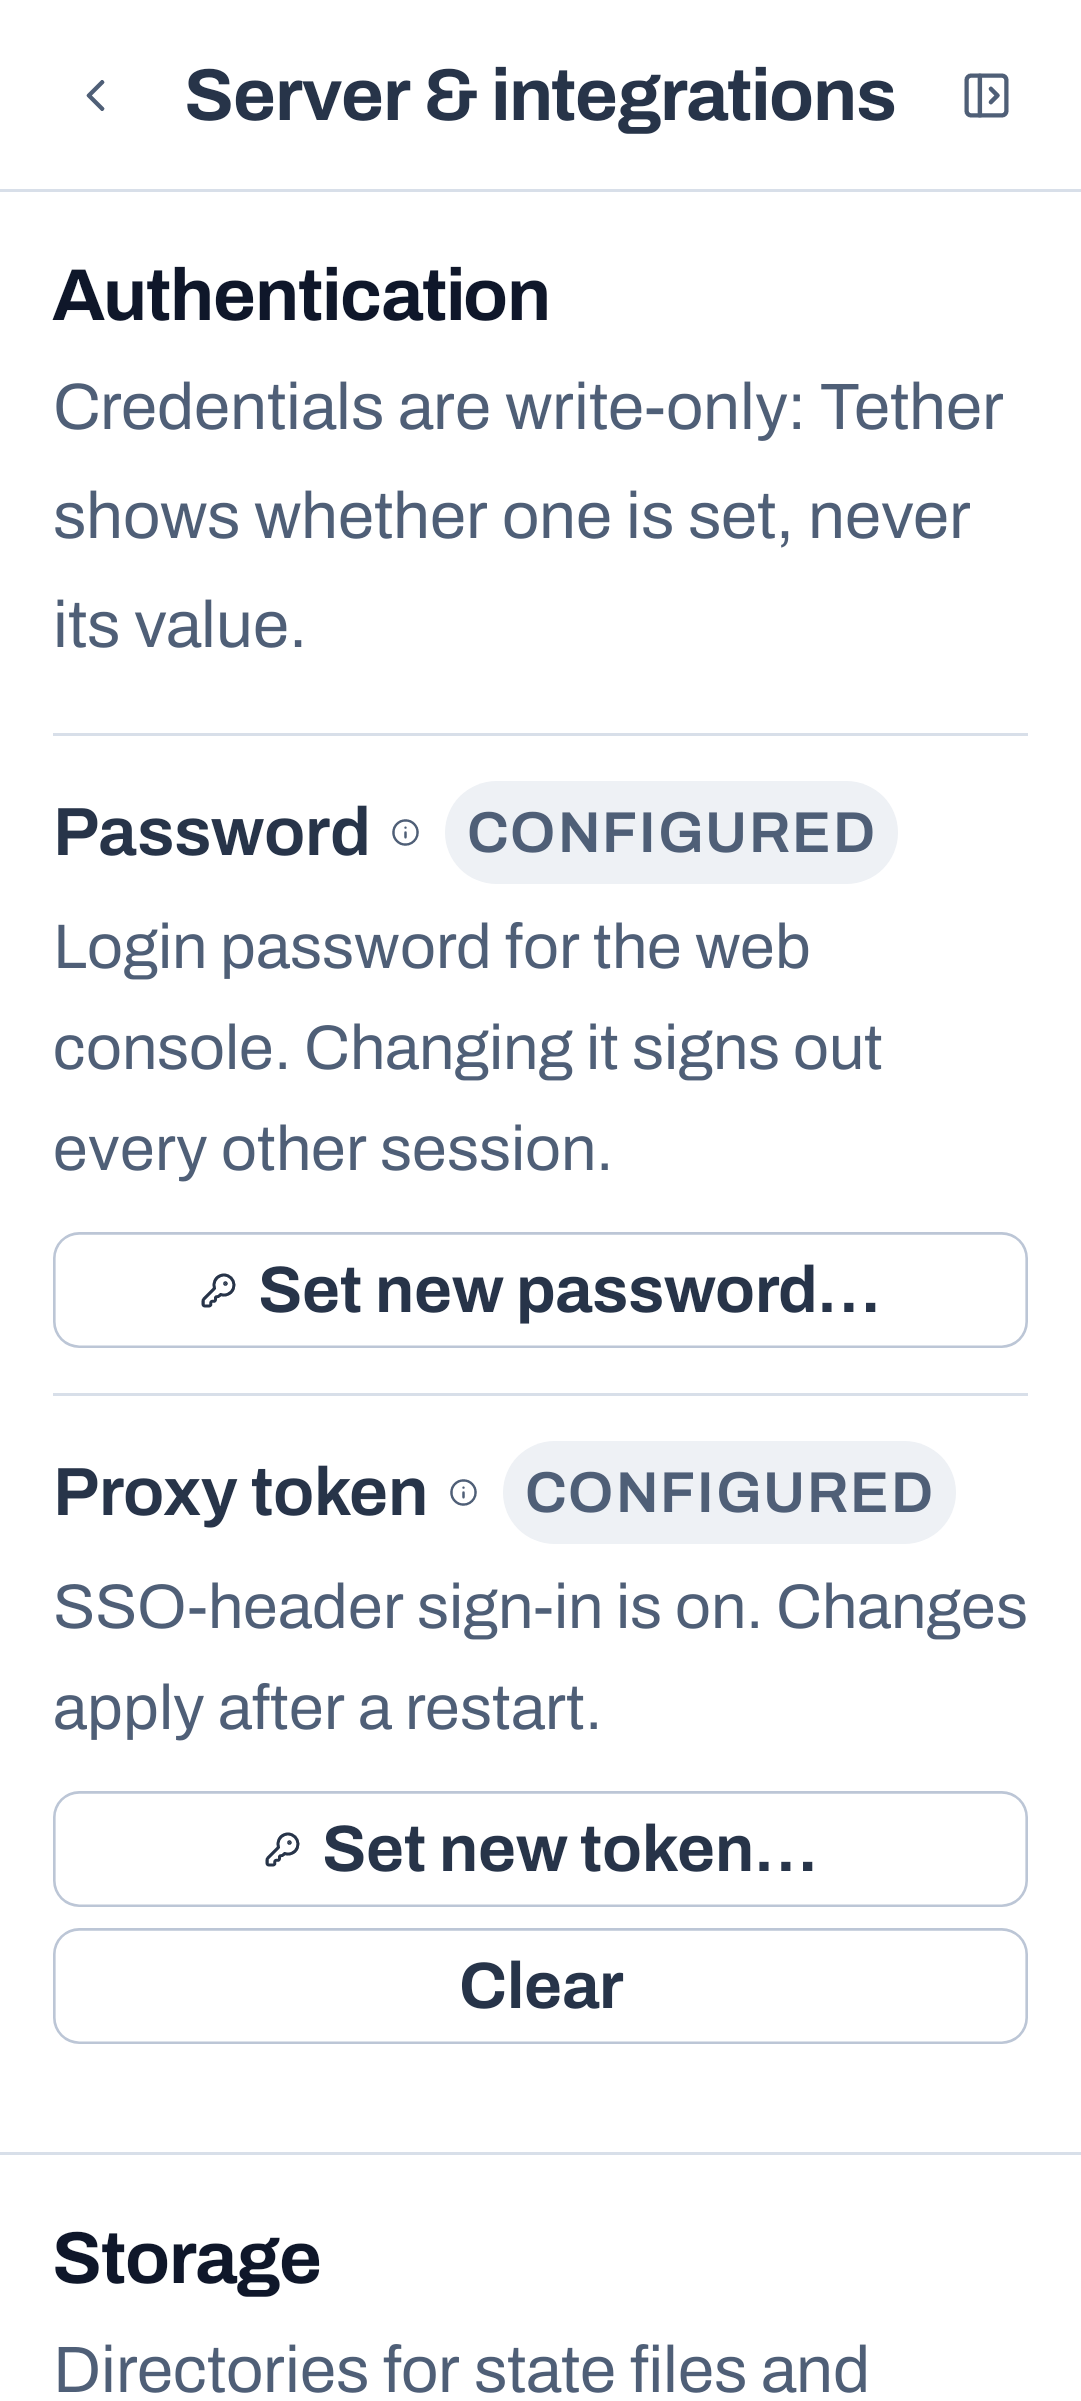 Server & integrations
Authentication
Credentials are write-only: Tether
shows whether one is set, never
its value.
Password CONFIGURED
Login password for the web
console. Changing it signs out
every other session.
Set new password...
Proxy token CONFIGURED
SSO-header sign-in is on. Changes
apply after a restart.
Set new token...
Clear
Storage
Directories for state files and